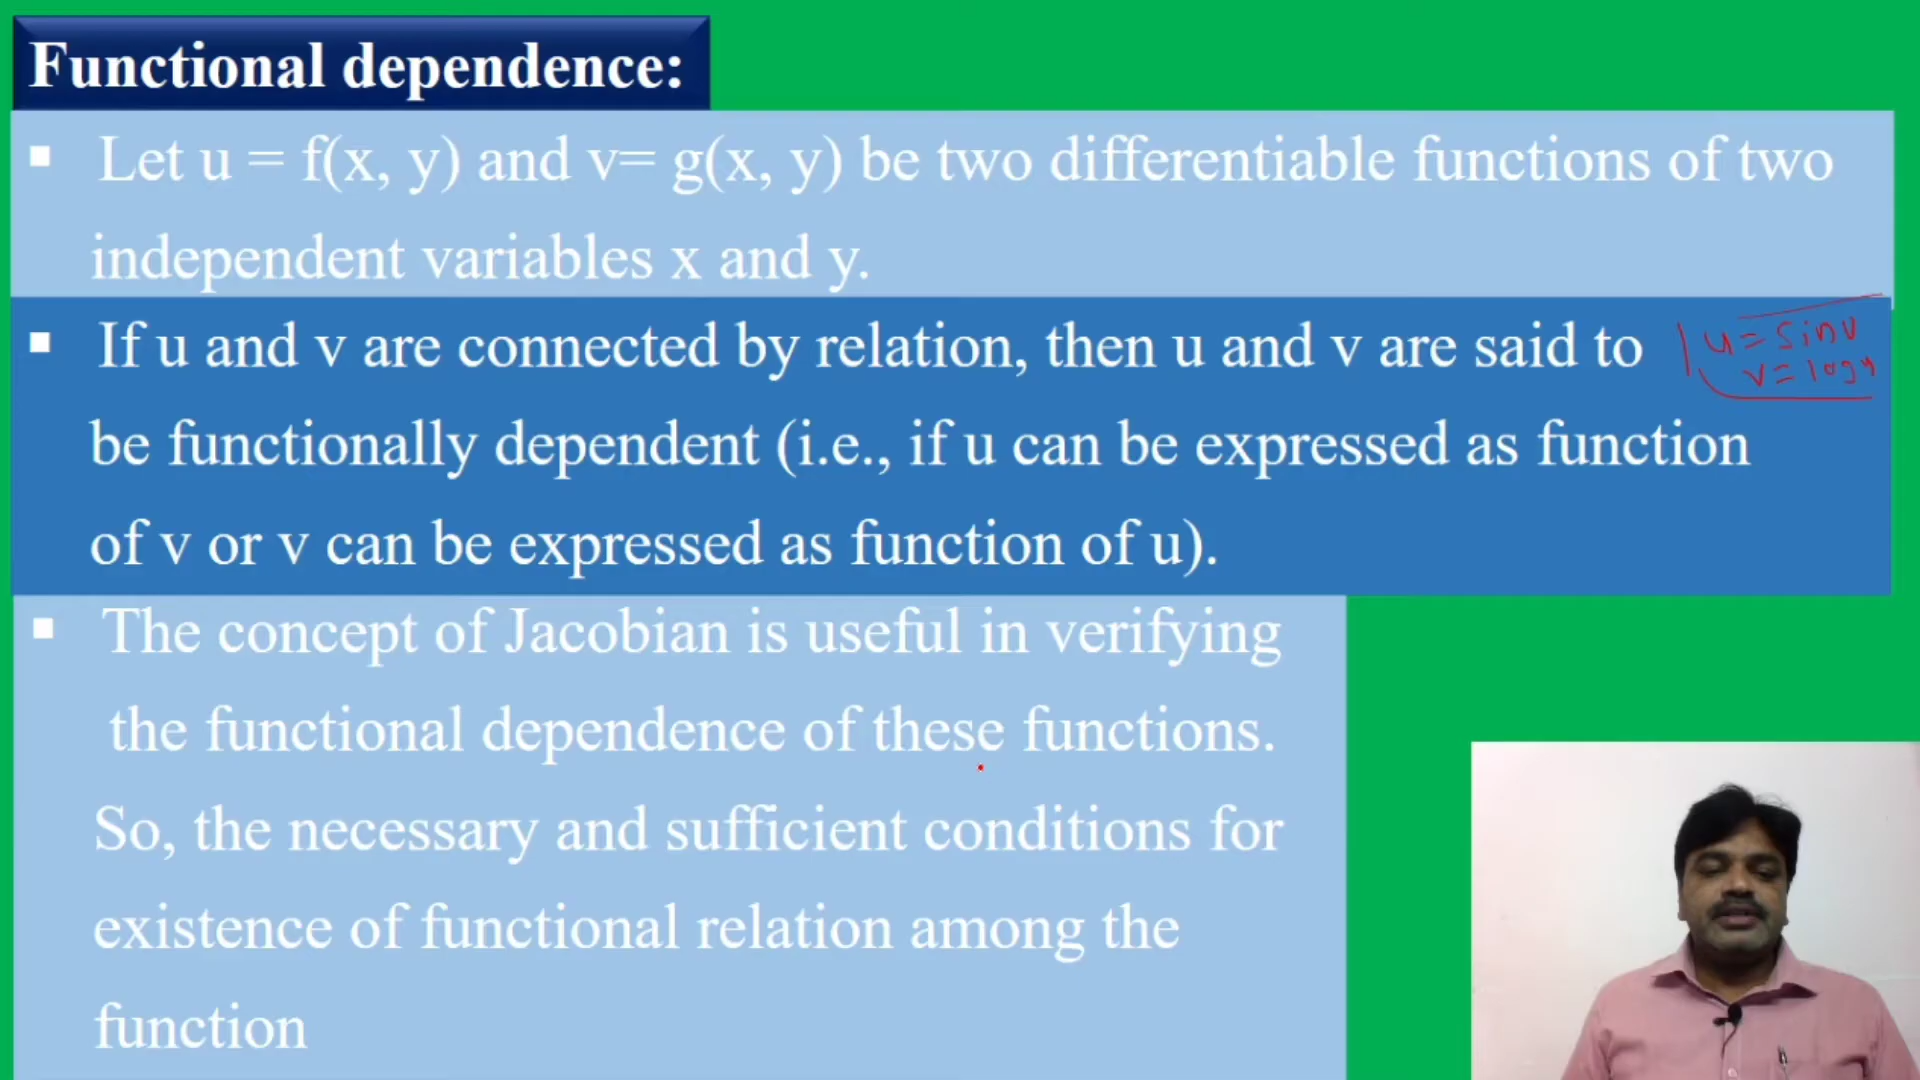 Functional dependence:
▪ Let u = f(x, y) and v= g(x, y) be two differentiable functions of two
independent variables x and y.
▪ If u and v are connected by relation, then u and v are said to
u = sinv
v = logu
be functionally dependent (i.e., if u can be expressed as function
of v or v can be expressed as function of u).
▪ The concept of Jacobian is useful in verifying
the functional dependence of these functions.
So, the necessary and sufficient conditions for
existence of functional relation among the
function